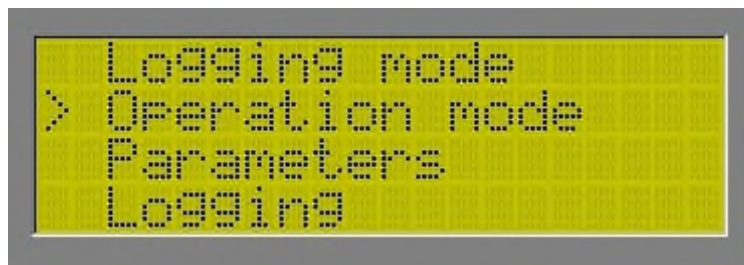 Logging mode
> Operation mode
Parameters
Logging